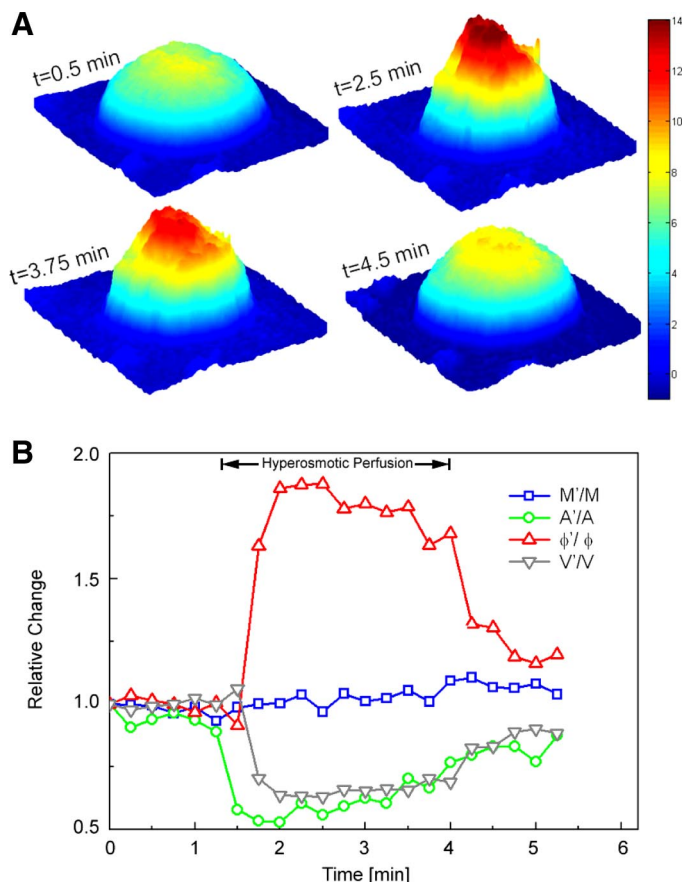 A
t=0.5 min
t=2.5 min
t=3.75 min
t=4.5 min
14
12
10
8
6
4
2
0
B
Hyperosmotic Perfusion
M'/M
A'/A
ϕ'/ ϕ
V'/V
2.0
1.5
1.0
0.5
Relative Change
0 1 2 3 4 5 6
Time [min]